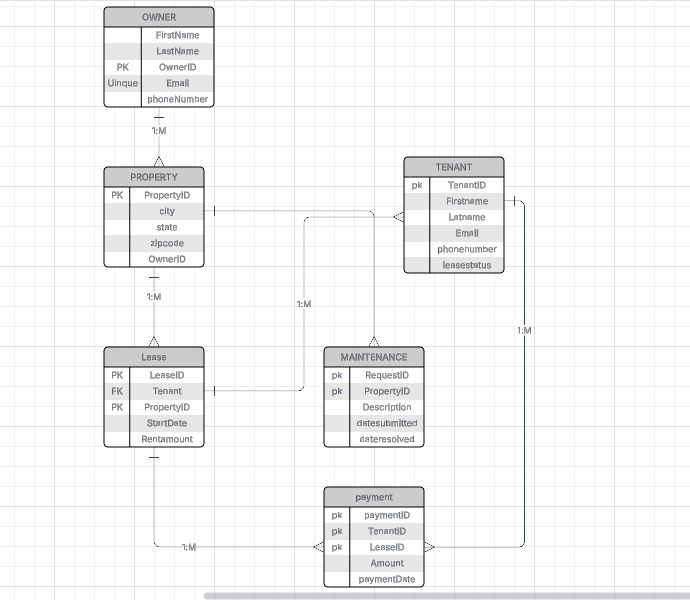 OWNER
FirstName
LastName
PK OwnerID
Uinque Email
phoneNumber
1:M
PROPERTY
PK PropertyID
city
state
zipcode
OwnerID
TENANT
pk TenantID
Firstname
Latname
Email
phonenumber
leasestatus
1:M
1:M
1:M
Lease
PK LeaseID
FK Tenant
PK PropertyID
StartDate
Rentamount
MAINTENANCE
pk RequestID
pk PropertyID
Description
datesubmitted
dateresolved
payment
pk paymentID
pk TenantID
pk LeaseID
Amount
paymentDate
1:M